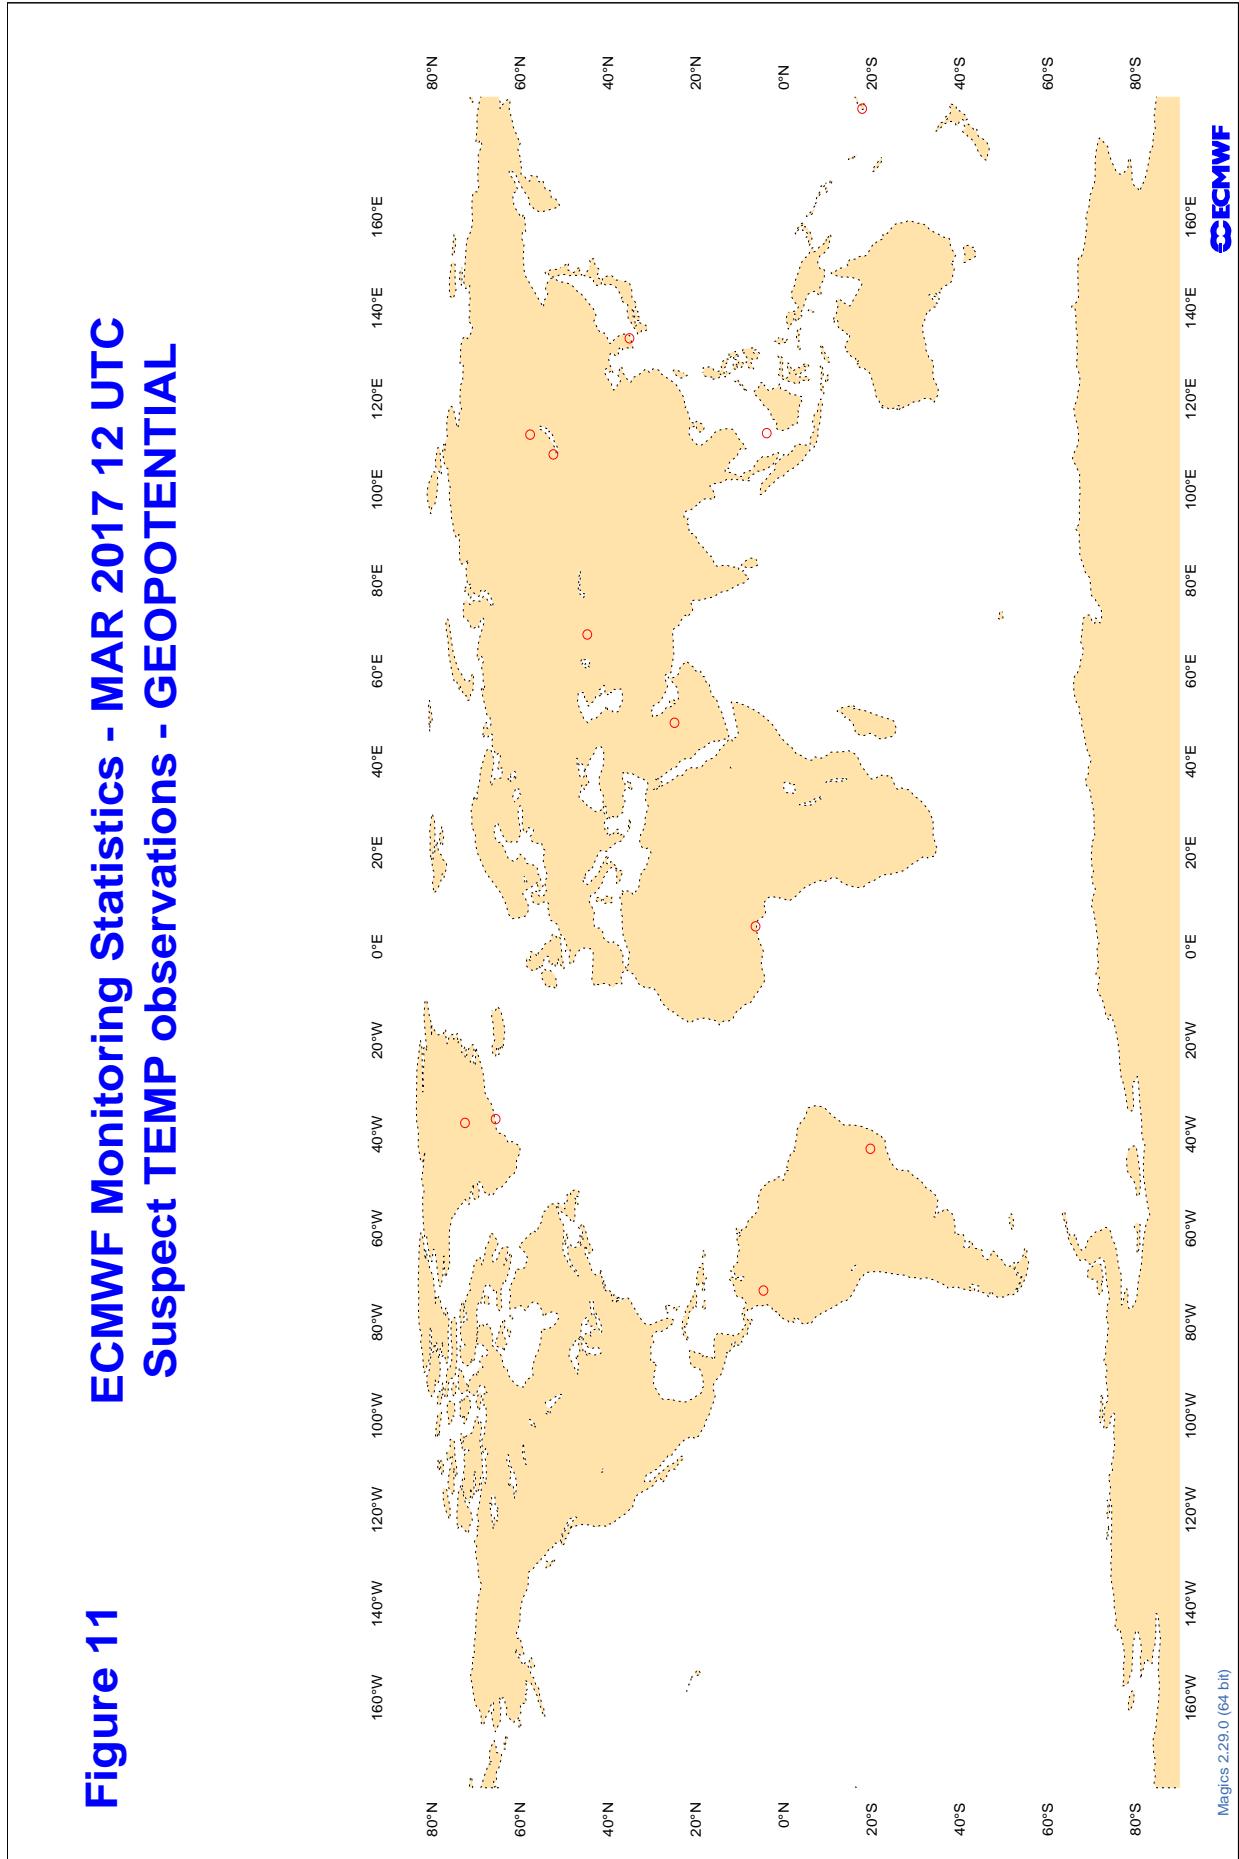 Figure 11
ECMWF Monitoring Statistics - MAR 2017 12 UTC
Suspect TEMP observations - GEOPOTENTIAL
160°W 140°W 120°W 100°W 80°W 60°W 40°W 20°W 0°E 20°E 40°E 60°E 80°E 100°E 120°E 140°E 160°E
80°N 80°N
60°N 60°N
40°N 40°N
20°N 20°N
0°N 0°N
20°S 20°S
40°S 40°S
60°S 60°S
80°S 80°S
160°W 140°W 120°W 100°W 80°W 60°W 40°W 20°W 0°E 20°E 40°E 60°E 80°E 100°E 120°E 140°E 160°E
Magics 2.29.0 (64 bit)
ECMWF